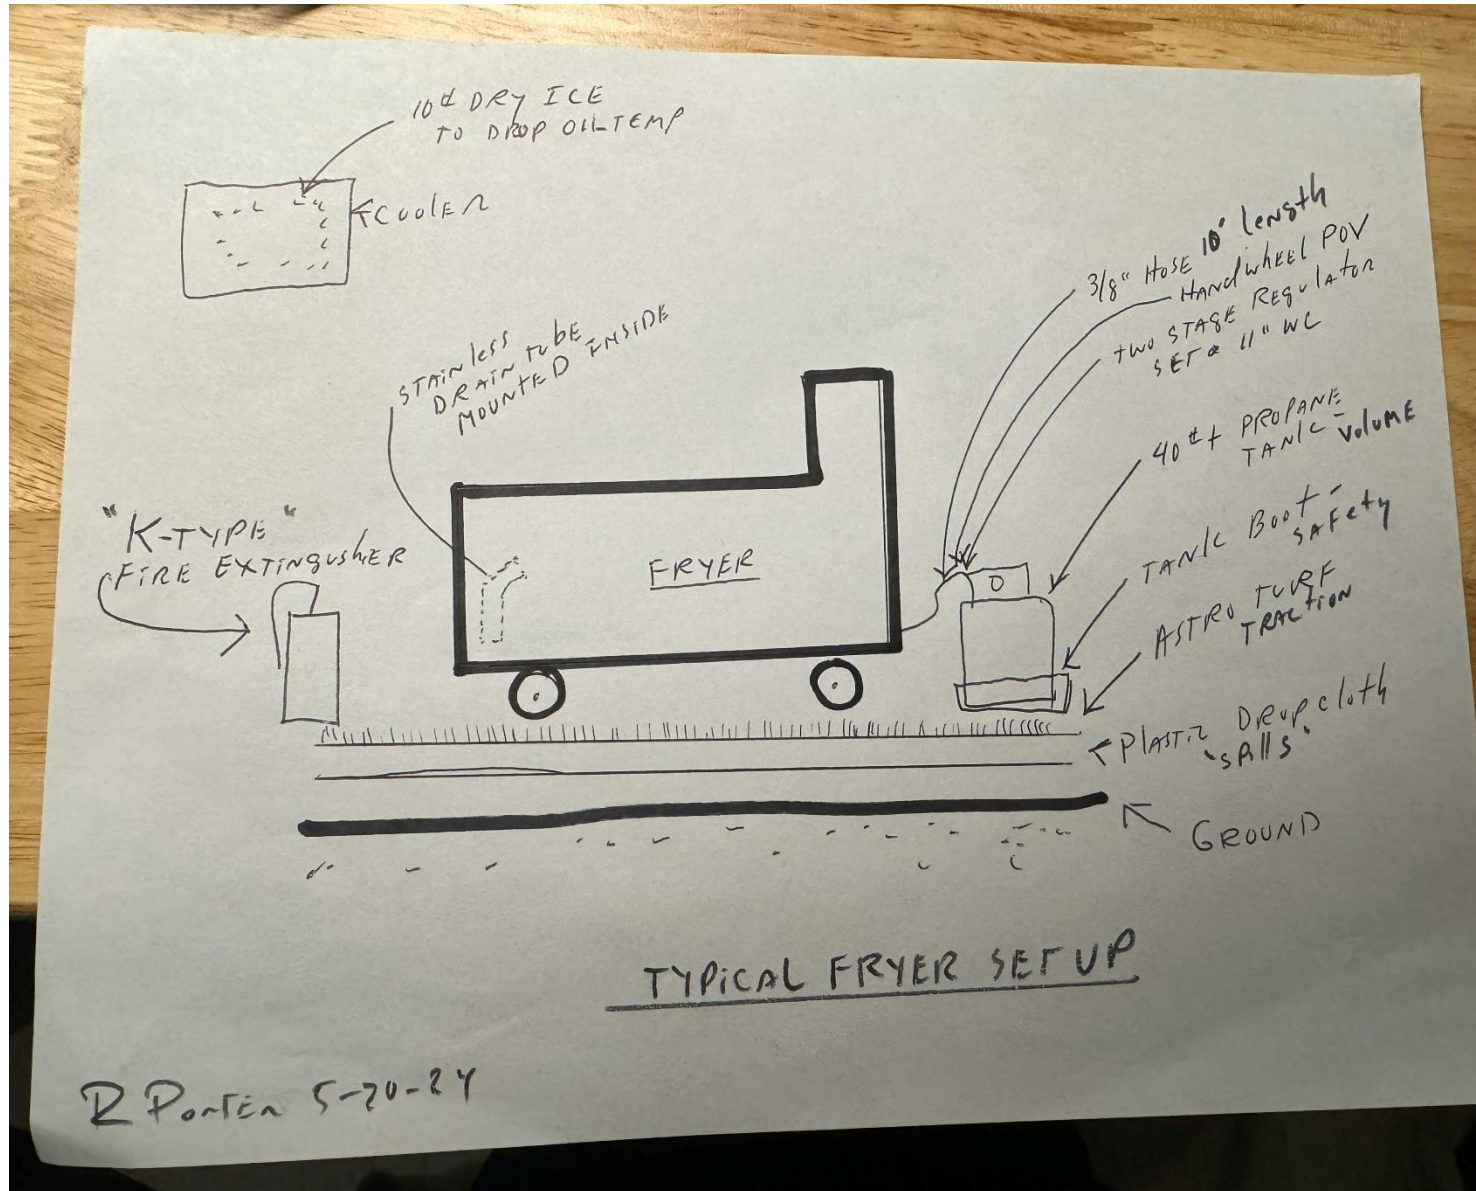 10# DRY ICE
TO DROP OIL TEMP
COOLER
3/8" HOSE 10' length
HANdwhEEL POV
two STAGE REgulAtor
SET @ 11" WC
STAINless
DRAIN tubE
MOUNTED INSIDE
40#+ PROPANE
TANK - VoluME
"K-TYPE"
FIRE EXTINgushER
FRYER
TANK Boot -
SAfety
ASTRO TURF
TRACtion
PlAStic DRop cloth
"spills"
GROUND
TYPiCAL FRYER SET UP
R PorTEr 5-20-24